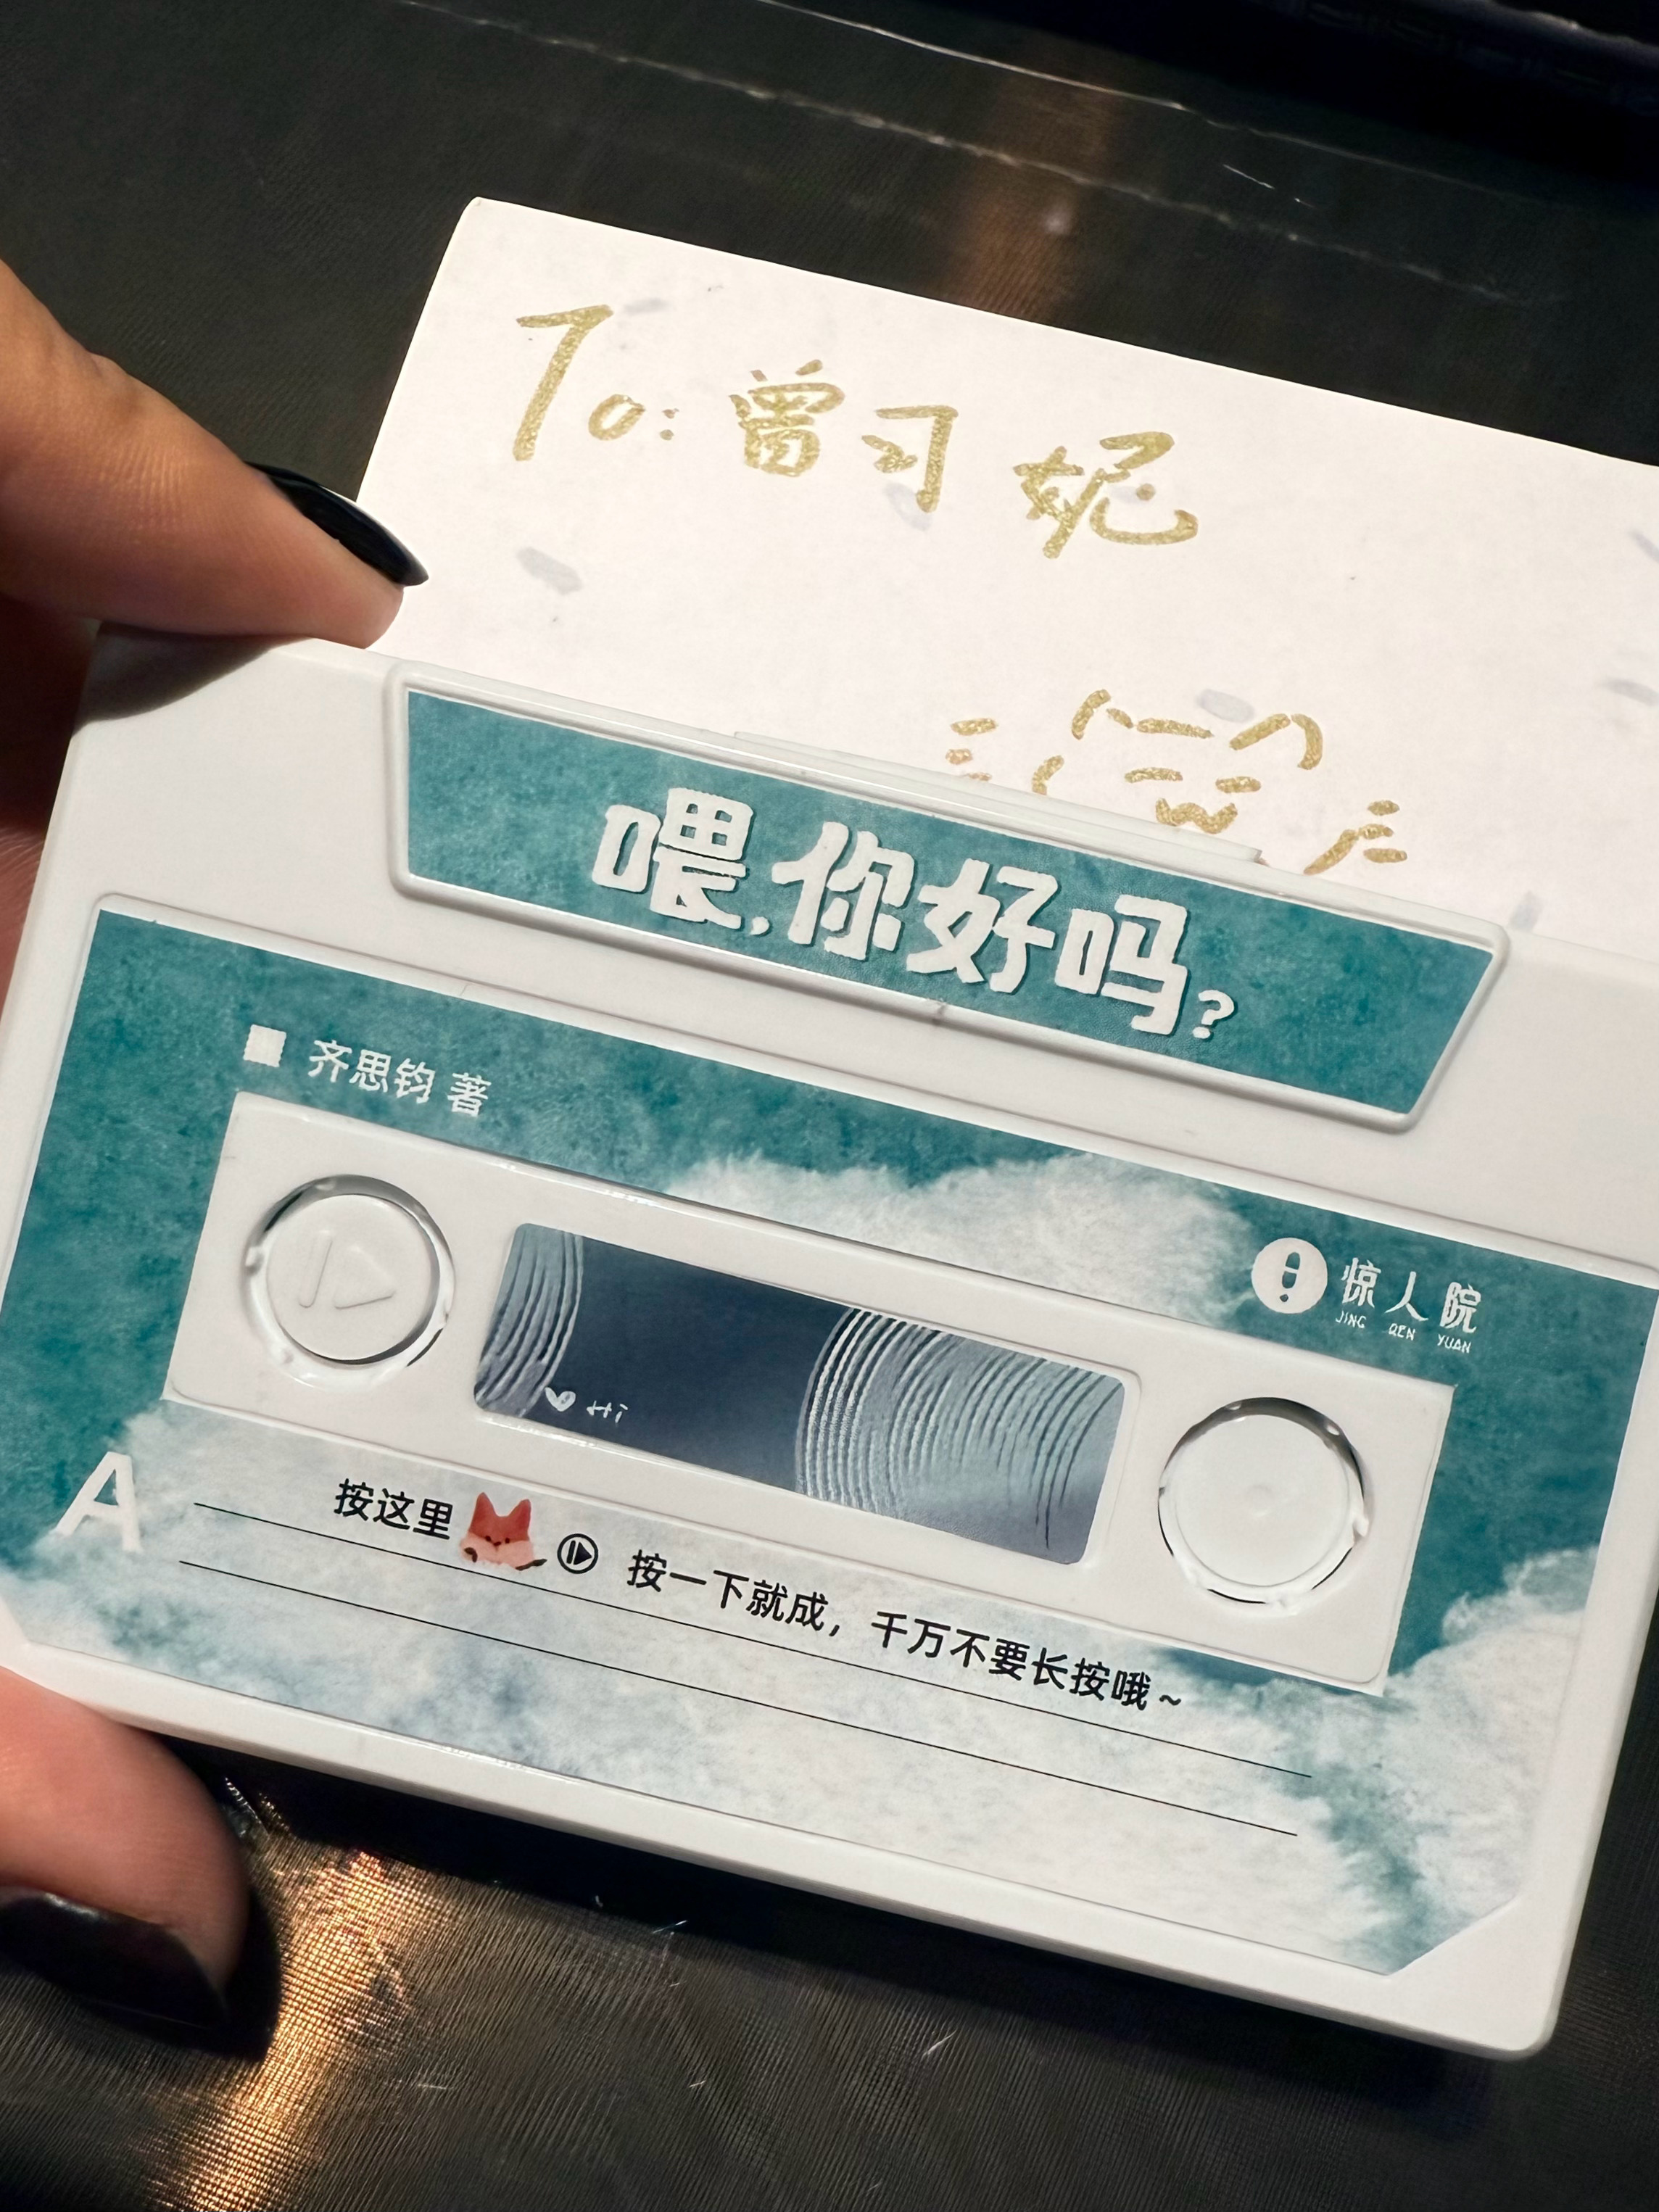 To: 曾习妮
喂,你好吗?
齐思钧 著
惊人院
JING REN YUAN
Hi
A
按这里 按一下就成，千万不要长按哦~